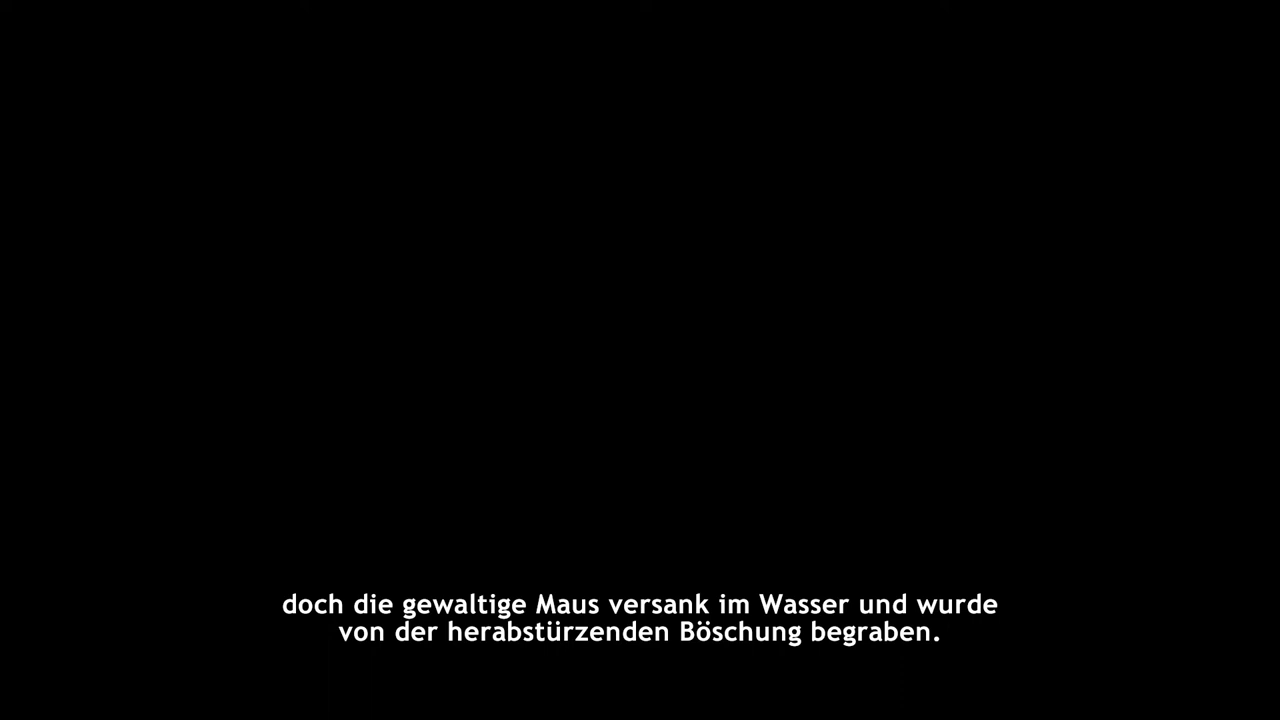 doch die gewaltige Maus versank im Wasser und wurde
von der herabstürzenden Böschung begraben.